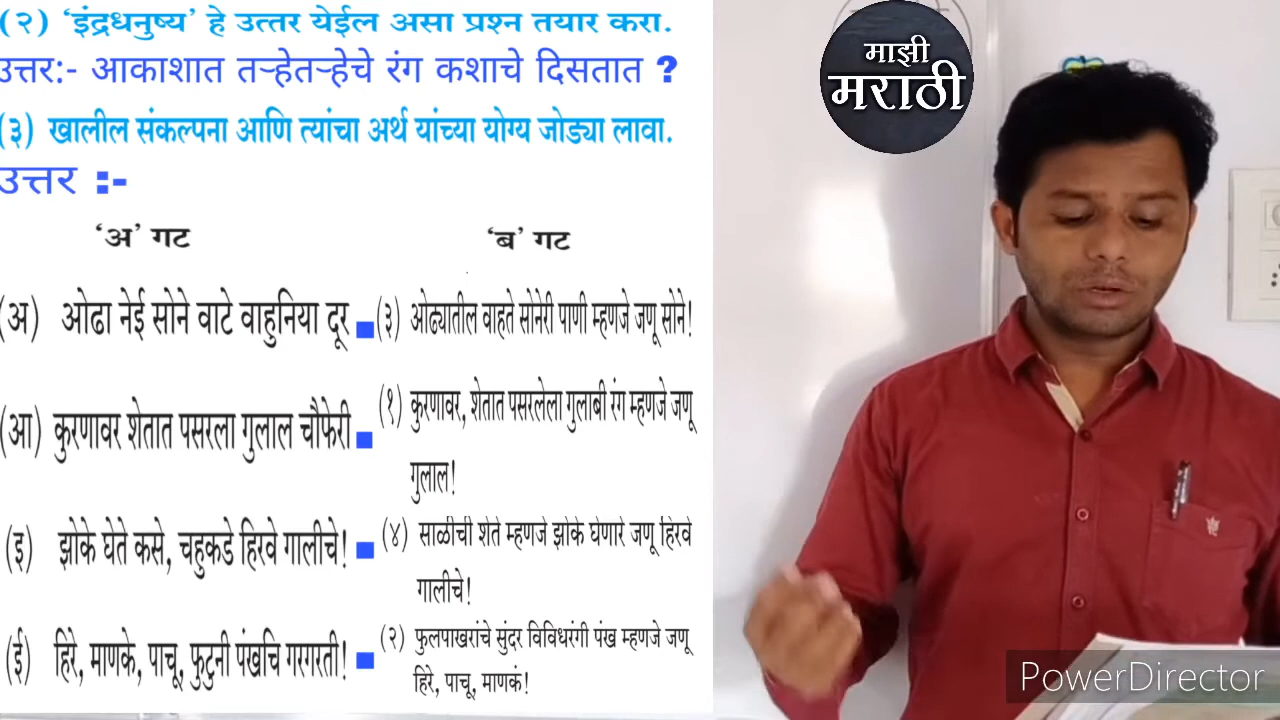 (२) ‘इंद्रधनुष्य’ हे उत्तर येईल असा प्रश्न तयार करा.
उत्तर:- आकाशात तऱ्हेतऱ्हेचे रंग कशाचे दिसतात ?
(३) खालील संकल्पना आणि त्यांचा अर्थ यांच्या योग्य जोड्या लावा.
उत्तर :-
‘अ’ गट ‘ब’ गट
(अ) ओढा नेई सोने वाटे वाहुनिया दूर (३) ओढ्यातील वाहते सोनेरी पाणी म्हणजे जणू सोने!
(आ) कुरणावर शेतात पसरला गुलाल चौफेरी (१) कुरणावर, शेतात पसरलेला गुलाबी रंग म्हणजे जणू
गुलाल!
(इ) झोके घेते कसे, चहुकडे हिरवे गालीचे! (४) साळीची शेते म्हणजे झोके घेणारे जणू हिरवे
गालीचे!
(ई) हिरे, माणके, पाचू, फुटुनी पंखचि गरगरती! (२) फुलपाखरांचे सुंदर विविधरंगी पंख म्हणजे जणू
हिरे, पाचू, माणकं!
माझी
मराठी
PowerDirector